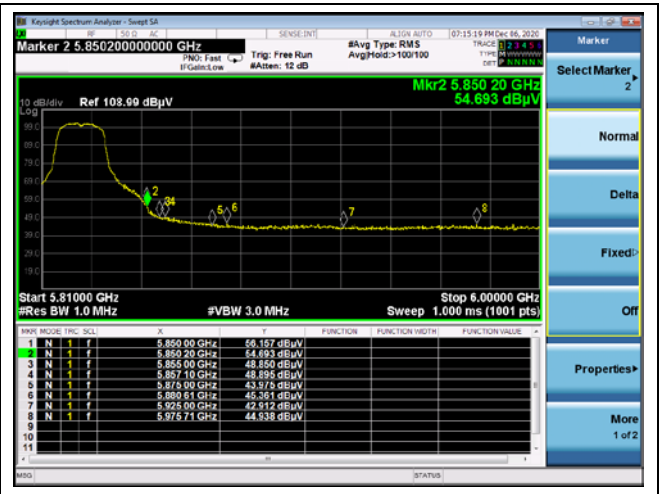 Keysight Spectrum Analyzer - Swept SA
RF 50 Ω AC SENSE:INT ALIGN AUTO 07:15:19 PM Dec 06, 2020
Marker 2 5.850200000000 GHz
PNO: Fast
IFGain:Low
Trig: Free Run
#Atten: 12 dB
#Avg Type: RMS
Avg|Hold:>100/100
TRACE 1 2 3 4 5 6
TYPE M WWWWW
DET P N N N N N
Mkr2 5.850 20 GHz
54.693 dBµV
10 dB/div Ref 108.99 dBµV
Log
99.0
89.0
79.0
69.0
59.0
49.0
39.0
29.0
19.0
2
3 4
5 6
7
8
Start 5.81000 GHz Stop 6.00000 GHz
#Res BW 1.0 MHz #VBW 3.0 MHz Sweep 1.000 ms (1001 pts)
MKR MODE TRC SCL X Y FUNCTION FUNCTION WIDTH FUNCTION VALUE
1 N 1 f 5.850 00 GHz 56.157 dBµV
2 N 1 f 5.850 20 GHz 54.693 dBµV
3 N 1 f 5.855 00 GHz 48.850 dBµV
4 N 1 f 5.857 10 GHz 48.895 dBµV
5 N 1 f 5.875 00 GHz 43.975 dBµV
6 N 1 f 5.880 61 GHz 45.361 dBµV
7 N 1 f 5.925 00 GHz 42.912 dBµV
8 N 1 f 5.975 71 GHz 44.938 dBµV
9
10
11
MSG STATUS
Marker
Select Marker
2
Normal
Delta
Fixed
Off
Properties
More
1 of 2